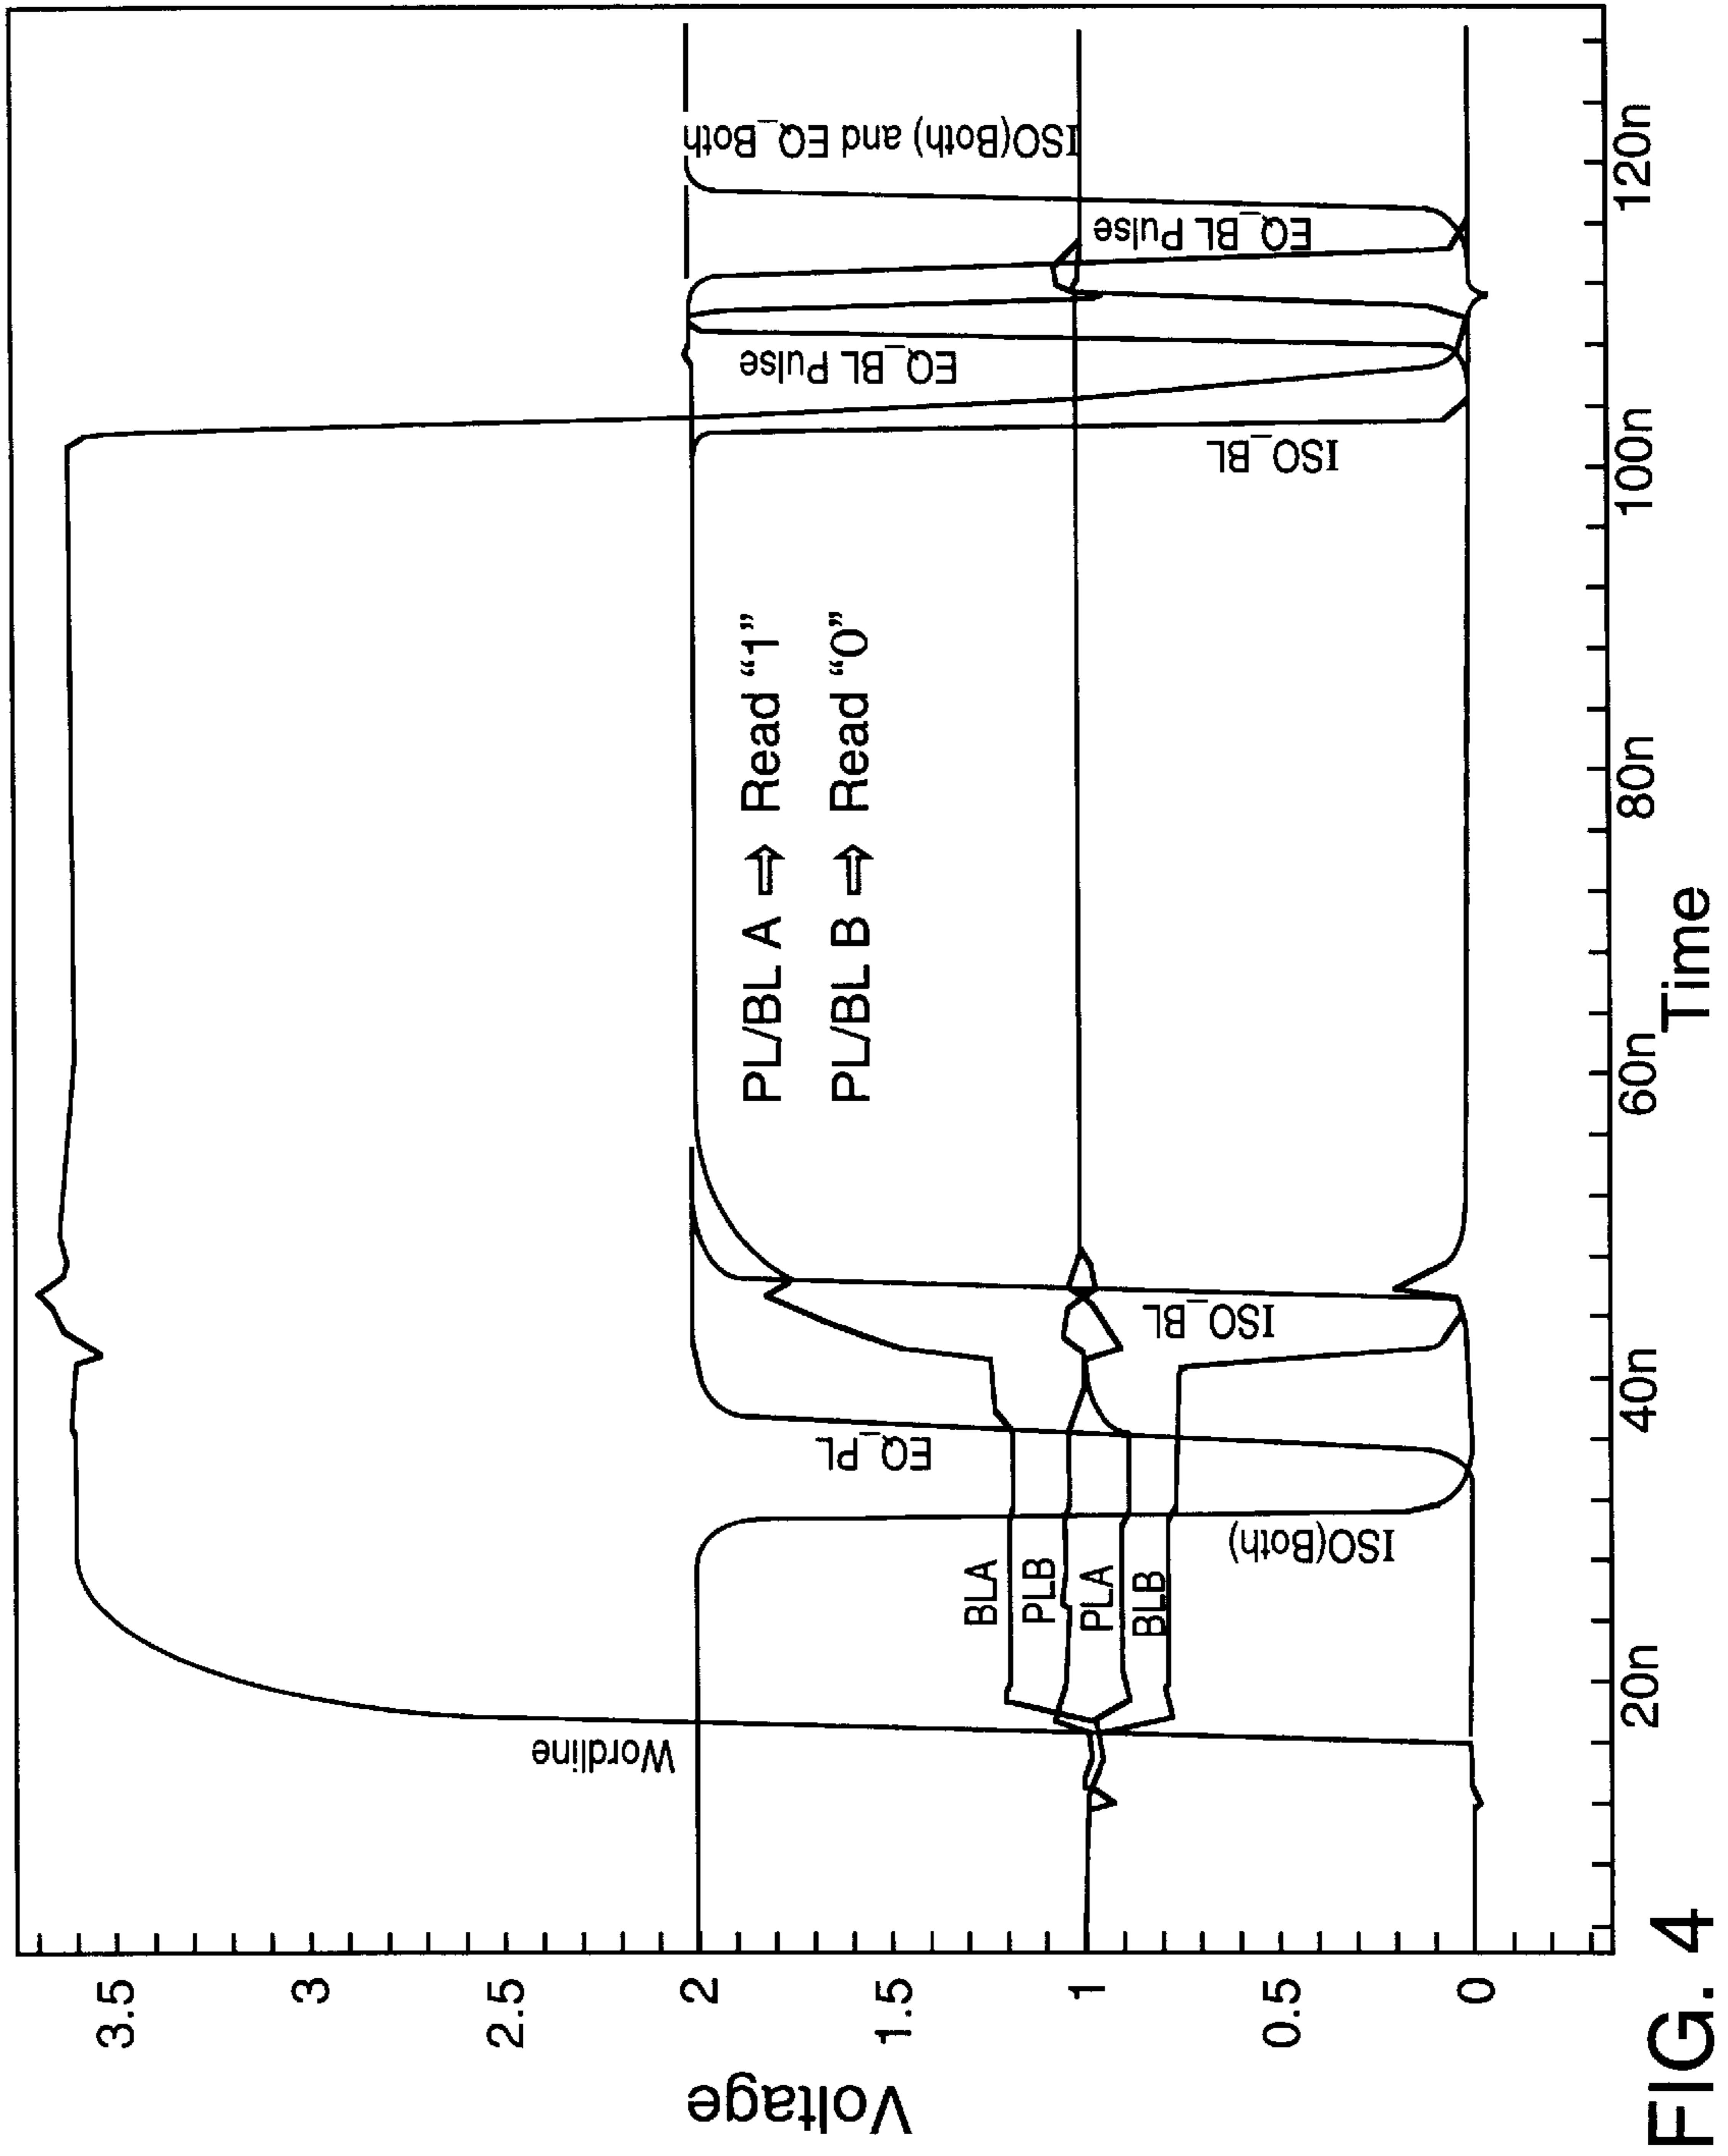 Voltage
3.5
3
2.5
2
1.5
1
0.5
0
Wordline
BLA
PLB
PLA
BLB
ISO(Both)
EQ_PL
ISO_BL
PL/BL A ⇨ Read “1”
PL/BL B ⇨ Read “0”
ISO_BL
EQ_BL Pulse
EQ_BL Pulse
ISO(Both) and EQ_Both
20n
40n
60n
80n
100n
120n
Time
FIG. 4